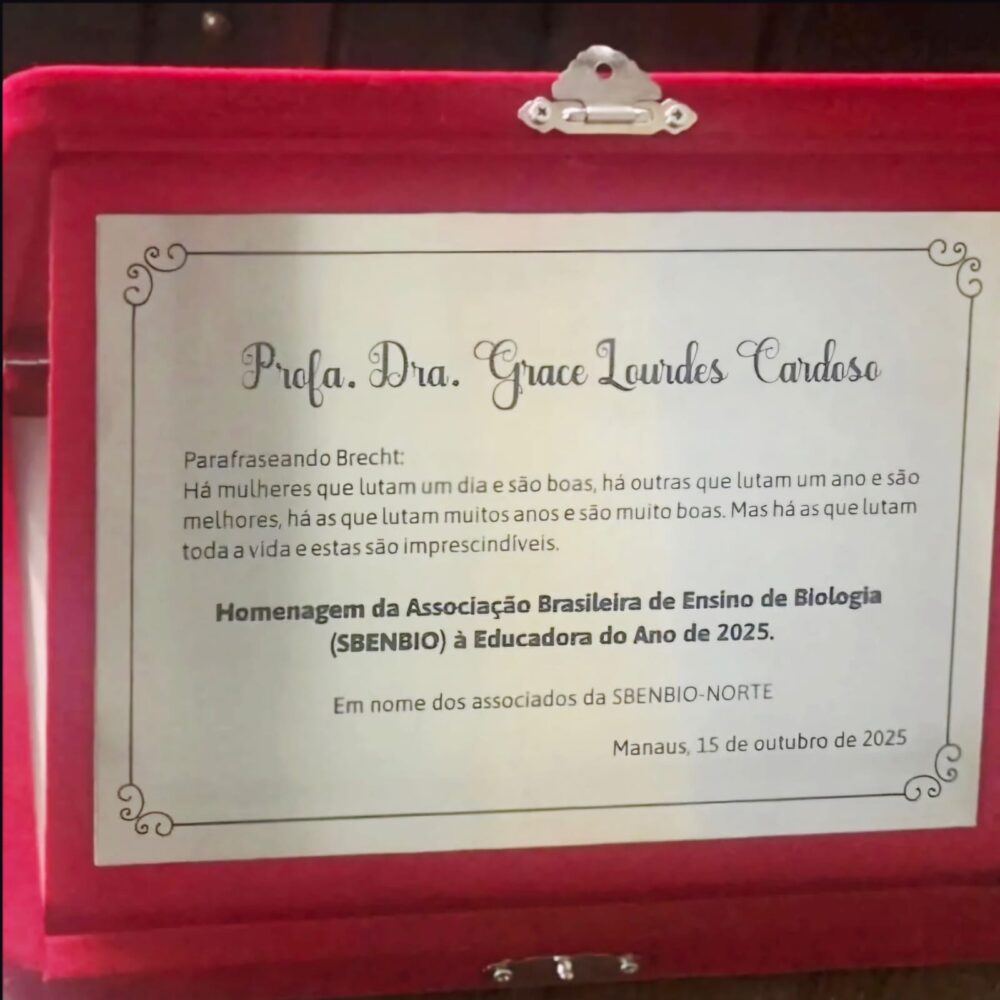 Profa. Dra. Grace Lourdes Cardoso
Parafraseando Brecht:
Há mulheres que lutam um dia e são boas, há outras que lutam um ano e são
melhores, há as que lutam muitos anos e são muito boas. Mas há as que lutam
toda a vida e estas são imprescindíveis.
Homenagem da Associação Brasileira de Ensino de Biologia
(SBENBIO) à Educadora do Ano de 2025.
Em nome dos associados da SBENBIO-NORTE
Manaus, 15 de outubro de 2025